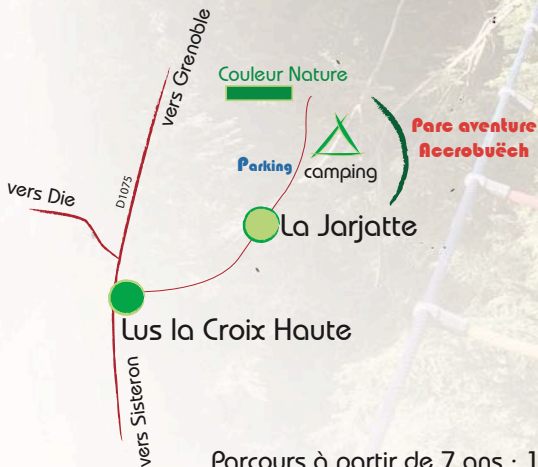 vers Grenoble
Couleur Nature
Parc aventure
Accrobuëch
Parking
camping
vers Die
D1075
La Jarjatte
Lus la Croix Haute
vers Sisteron
Parcours à partir de 7 ans · 1